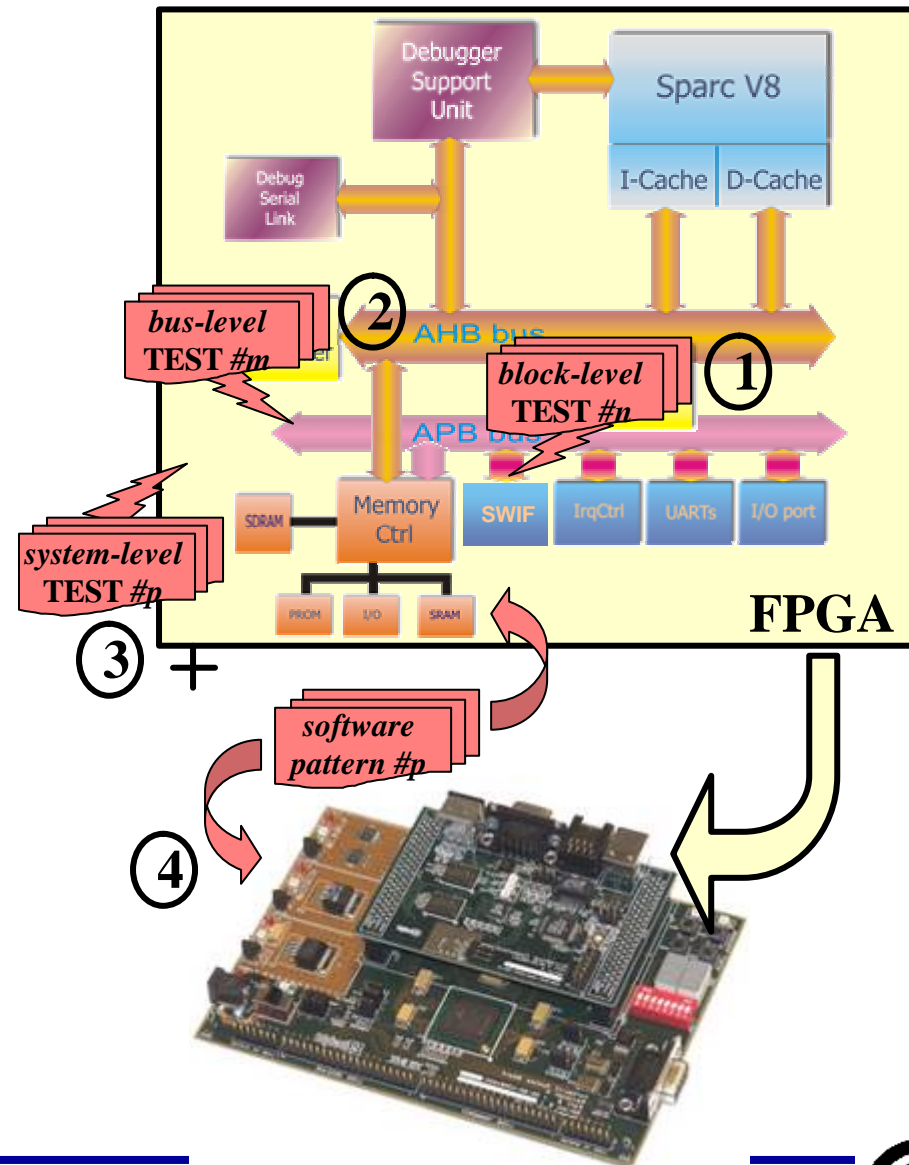 Debugger
Support
Unit
Sparc V8
I-Cache
D-Cache
Debug
Serial
Link
bus-level
TEST #m
2
AHB bus
block-level
TEST #n
1
APB bus
SDRAM
Memory
Ctrl
SWIF
IrqCtrl
UARTs
I/O port
system-level
TEST #p
PROM
I/O
SRAM
FPGA
3
+
software
pattern #p
4